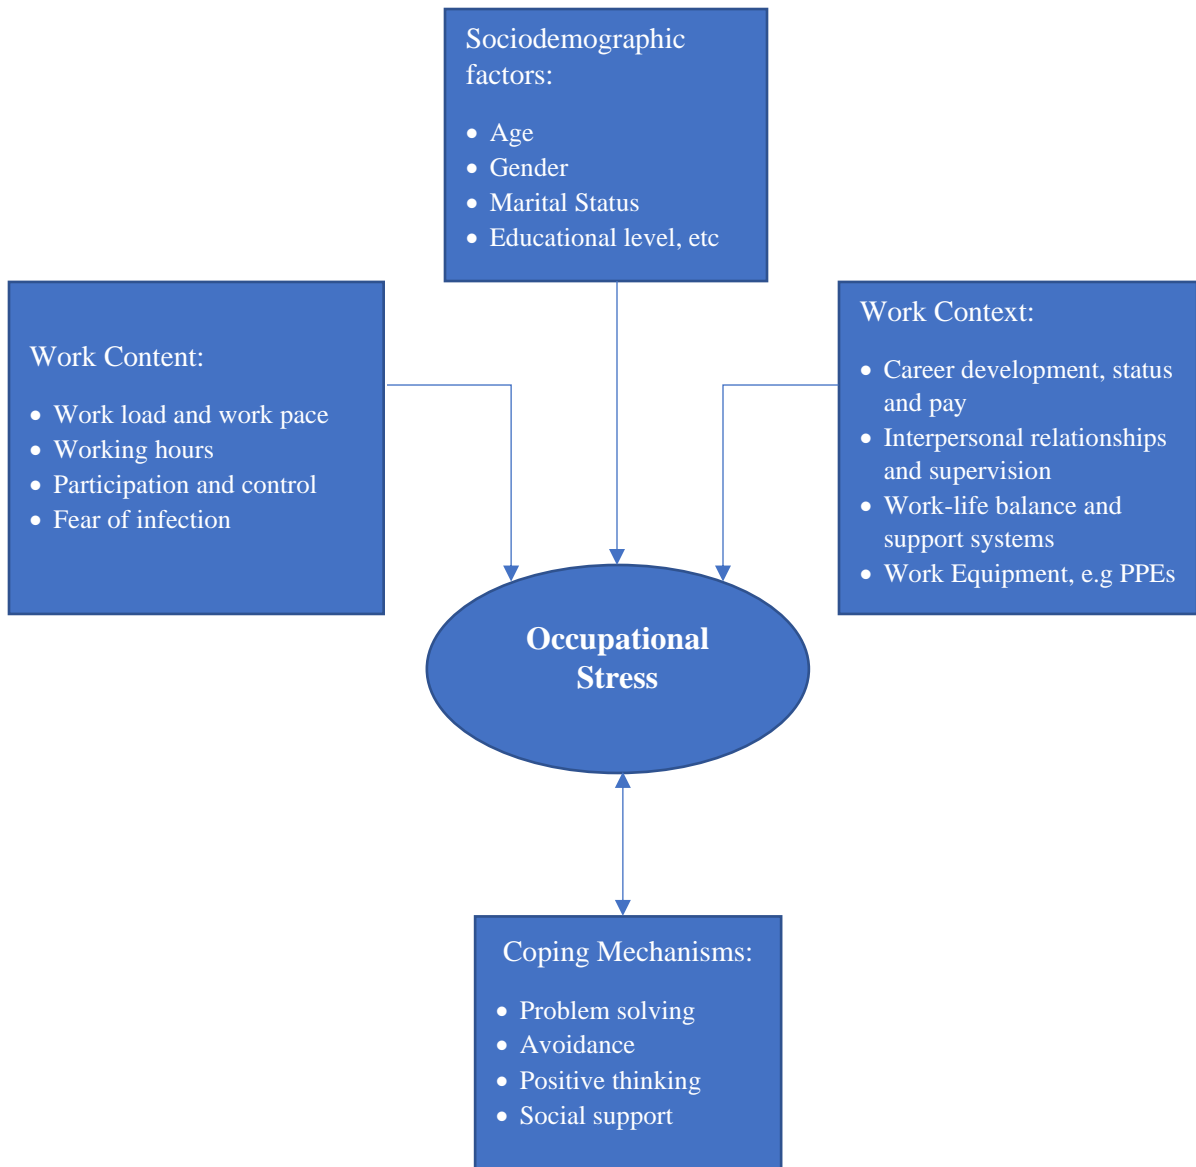 Sociodemographic
factors:
• Age
• Gender
• Marital Status
• Educational level, etc
Work Content:
• Work load and work pace
• Working hours
• Participation and control
• Fear of infection
Work Context:
• Career development, status
and pay
• Interpersonal relationships
and supervision
• Work-life balance and
support systems
• Work Equipment, e.g PPEs
Occupational
Stress
Coping Mechanisms:
• Problem solving
• Avoidance
• Positive thinking
• Social support